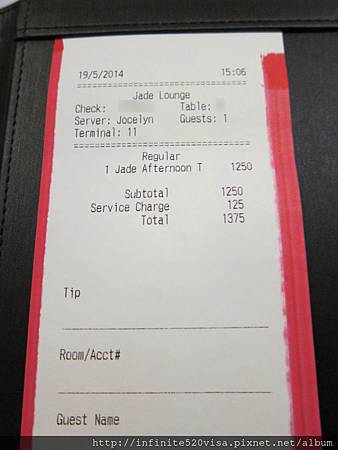 19/5/2014 15:06
Jade Lounge
Check: Table:
Server: Jocelyn Guests: 1
Terminal: 11
Regular
1 Jade Afternoon T 1250
Subtotal 1250
Service Charge 125
Total 1375
Tip
Room/Acct#
Guest Name
http://infinite520visa.pixnet.net/album